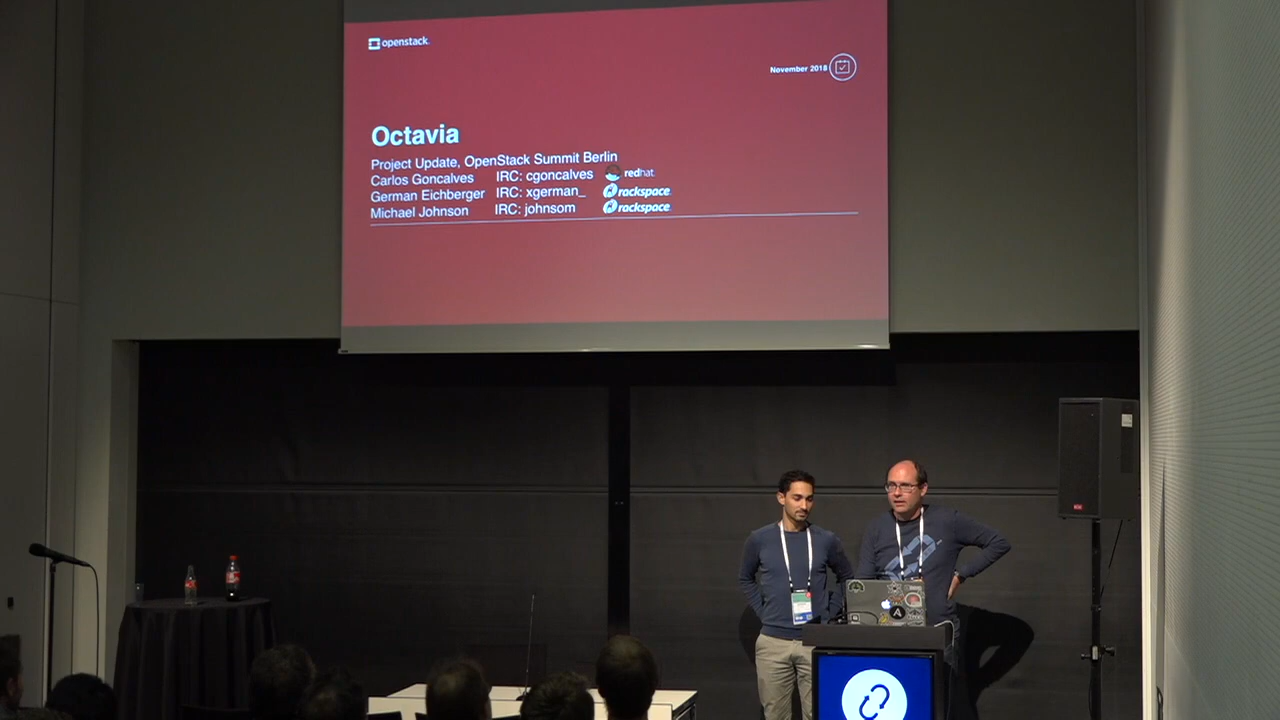 openstack.
November 2018
Octavia
Project Update, OpenStack Summit Berlin
Carlos Goncalves IRC: cgoncalves redhat.
German Eichberger IRC: xgerman_ rackspace
Michael Johnson IRC: johnsom rackspace